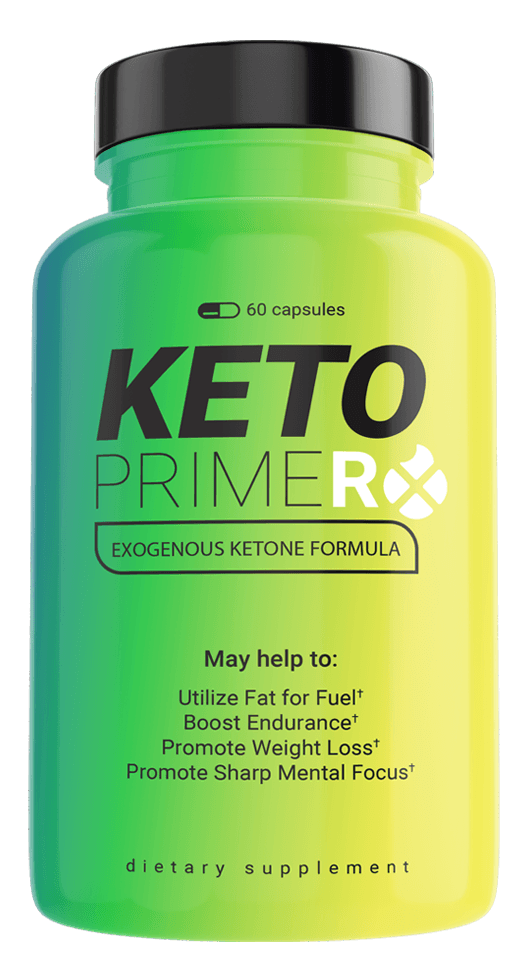 60 capsules
KETO
PRIMERX
EXOGENOUS KETONE FORMULA
May help to:
Utilize Fat for Fuel†
Boost Endurance†
Promote Weight Loss†
Promote Sharp Mental Focus†
dietary supplement